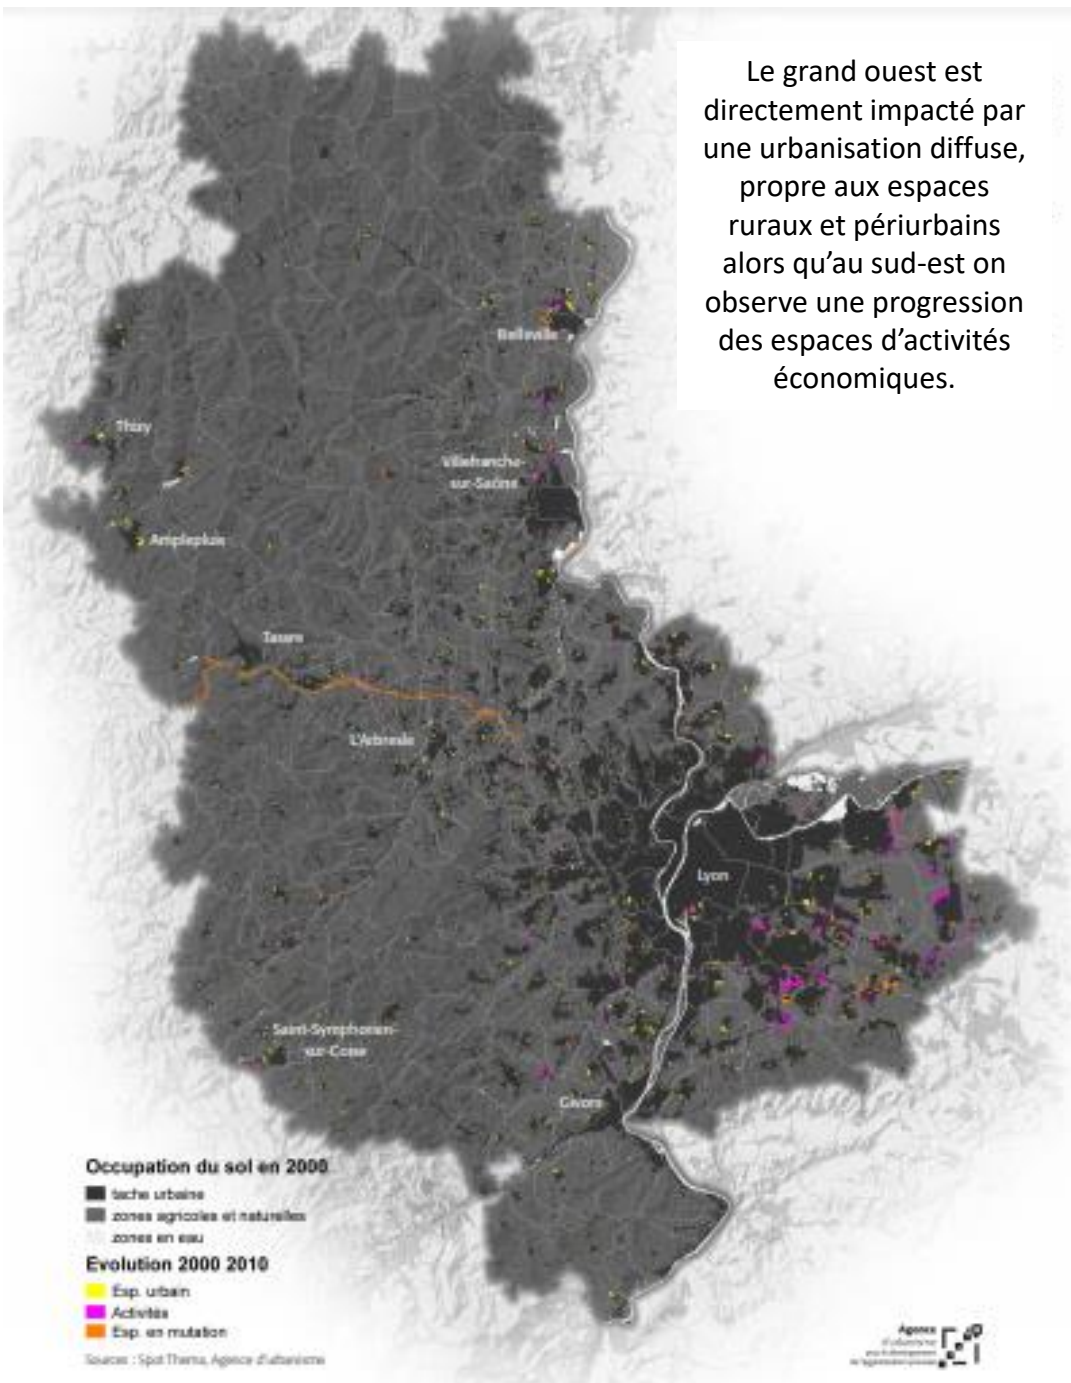 Le grand ouest est
directement impacté par
une urbanisation diffuse,
propre aux espaces
ruraux et périurbains
alors qu'au sud-est on
observe une progression
des espaces d'activités
économiques.
Belleville
Thizy
Villefranche-
sur-Saône
Amplepuis
Tarare
L'Arbresle
Lyon
Saint-Symphorien-
sur-Coise
Givors
Occupation du sol en 2000
tache urbaine
zones agricoles et naturelles
zones en eau
Evolution 2000 2010
Esp. urbain
Activités
Esp. en mutation
Sources : Spot Thema, Agence d'urbanisme
Agence
d'urbanisme